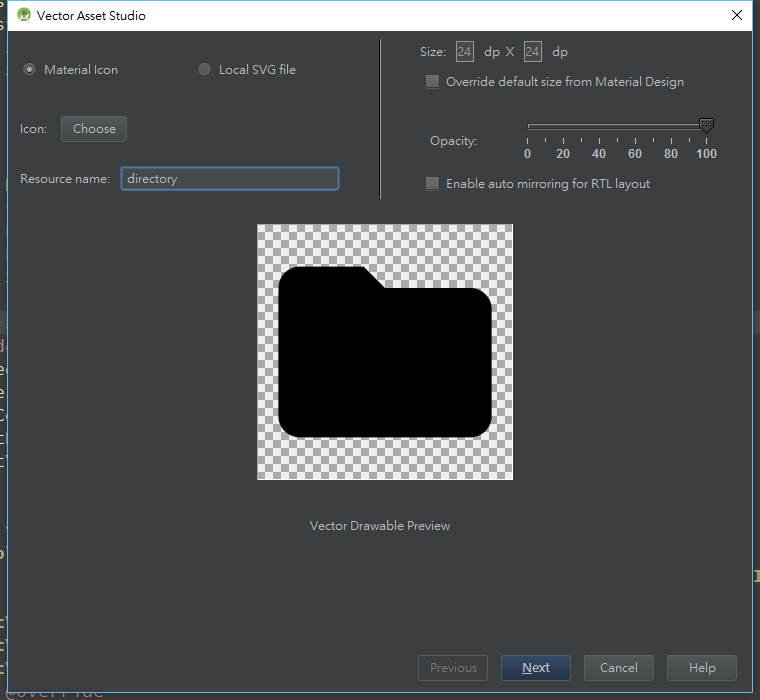 Vector Asset Studio
Material Icon
Local SVG file
Icon:
Choose
Resource name:
directory
Size: 24 dp X 24 dp
Override default size from Material Design
Opacity:
0 20 40 60 80 100
Enable auto mirroring for RTL layout
Vector Drawable Preview
Previous
Next
Cancel
Help